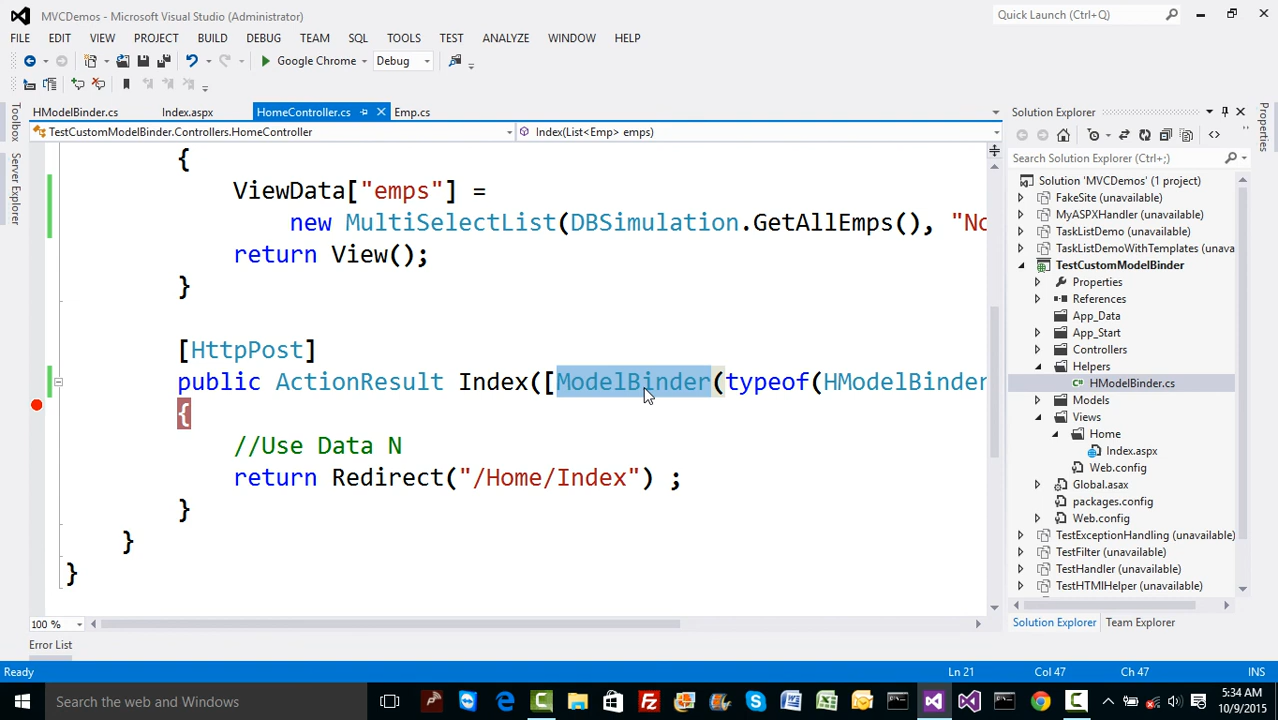 MVCDemos - Microsoft Visual Studio (Administrator)
Quick Launch (Ctrl+Q)
FILE EDIT VIEW PROJECT BUILD DEBUG TEAM SQL TOOLS TEST ANALYZE WINDOW HELP
Google Chrome Debug
HModelBinder.cs Index.aspx HomeController.cs Emp.cs
TestCustomModelBinder.Controllers.HomeController Index(List<Emp> emps)
Toolbox
Server Explorer
{
ViewData["emps"] =
new MultiSelectList(DBSimulation.GetAllEmps(), "No
return View();
}
[HttpPost]
public ActionResult Index([ModelBinder(typeof(HModelBinder
{
//Use Data N
return Redirect("/Home/Index") ;
}
}
}
100 %
Solution Explorer
Search Solution Explorer (Ctrl+;)
Solution 'MVCDemos' (1 project)
FakeSite (unavailable)
MyASPXHandler (unavailable)
TaskListDemo (unavailable)
TaskListDemoWithTemplates (unava
TestCustomModelBinder
Properties
References
App_Data
App_Start
Controllers
Helpers
HModelBinder.cs
Models
Views
Home
Index.aspx
Web.config
Global.asax
packages.config
Web.config
TestExceptionHandling (unavailable)
TestFilter (unavailable)
TestHandler (unavailable)
TestHTMLHelper (unavailable)
Solution Explorer Team Explorer
Properties
Error List
Ready Ln 21 Col 47 Ch 47 INS
Search the web and Windows
5:34 AM
10/9/2015